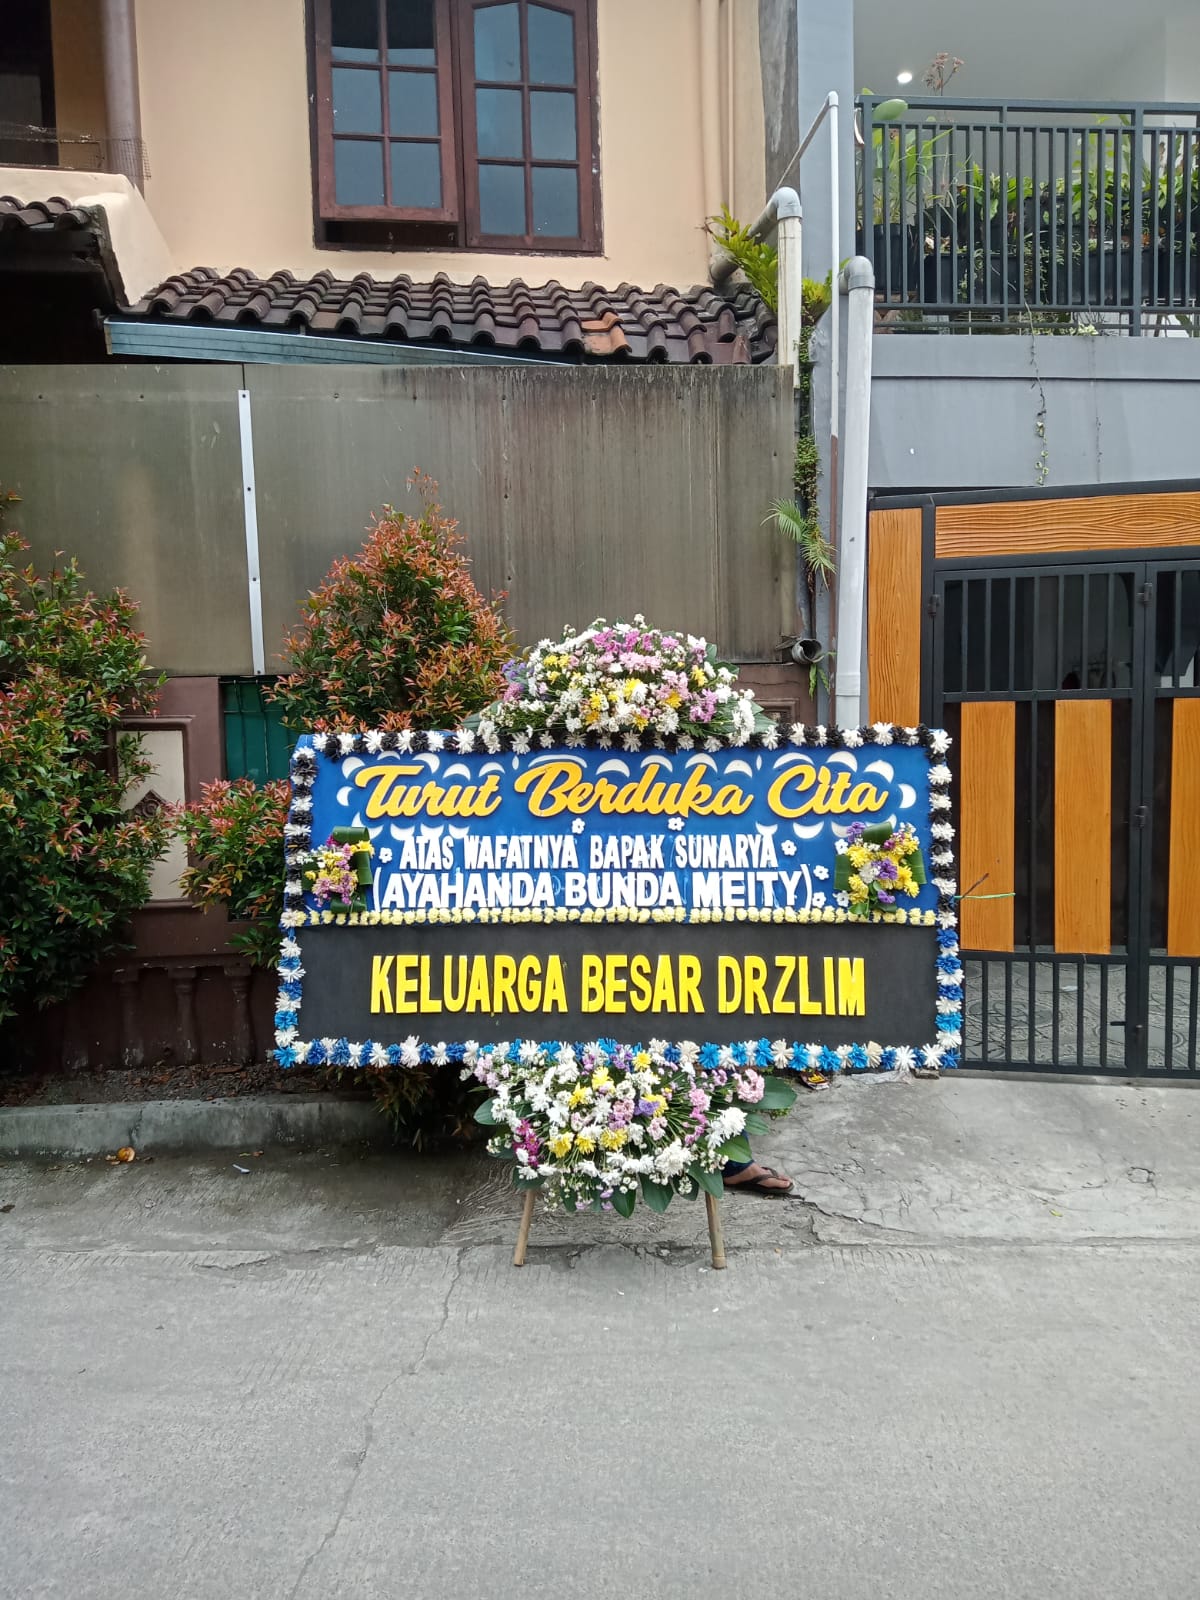 Turut Berduka Cita
ATAS WAFATNYA BAPAK SUNARYA
(AYAHANDA BUNDA MEITY)
KELUARGA BESAR DRZLIM